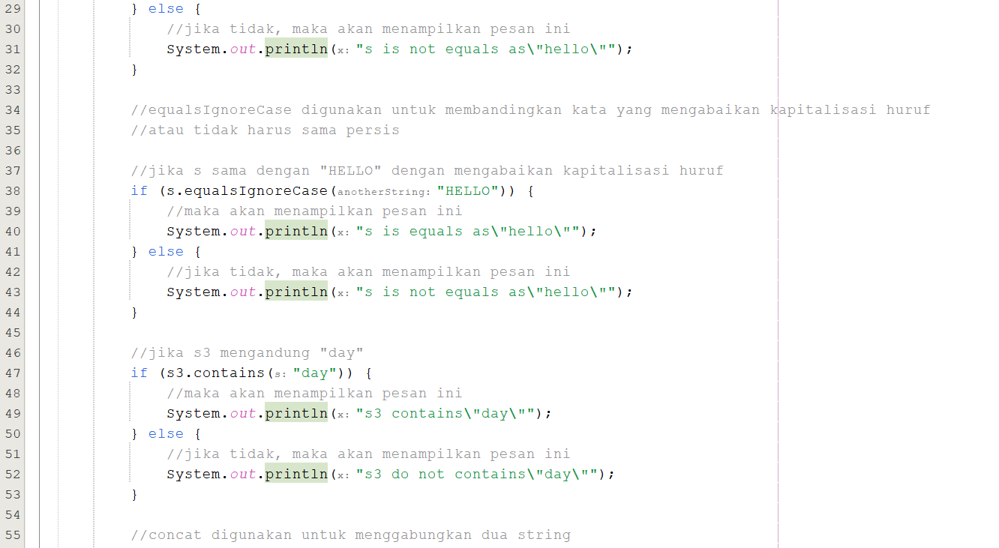 29 } else {
30 //jika tidak, maka akan menampilkan pesan ini
31 System.out.println(x: "s is not equals as\"hello\"");
32 }
33
34 //equalsIgnoreCase digunakan untuk membandingkan kata yang mengabaikan kapitalisasi huruf
35 //atau tidak harus sama persis
36
37 //jika s sama dengan "HELLO" dengan mengabaikan kapitalisasi huruf
38 if (s.equalsIgnoreCase(anotherString: "HELLO")) {
39 //maka akan menampilkan pesan ini
40 System.out.println(x: "s is equals as\"hello\"");
41 } else {
42 //jika tidak, maka akan menampilkan pesan ini
43 System.out.println(x: "s is not equals as\"hello\"");
44 }
45
46 //jika s3 mengandung "day"
47 if (s3.contains(s: "day")) {
48 //maka akan menampilkan pesan ini
49 System.out.println(x: "s3 contains\"day\"");
50 } else {
51 //jika tidak, maka akan menampilkan pesan ini
52 System.out.println(x: "s3 do not contains\"day\"");
53 }
54
55 //concat digunakan untuk menggabungkan dua string